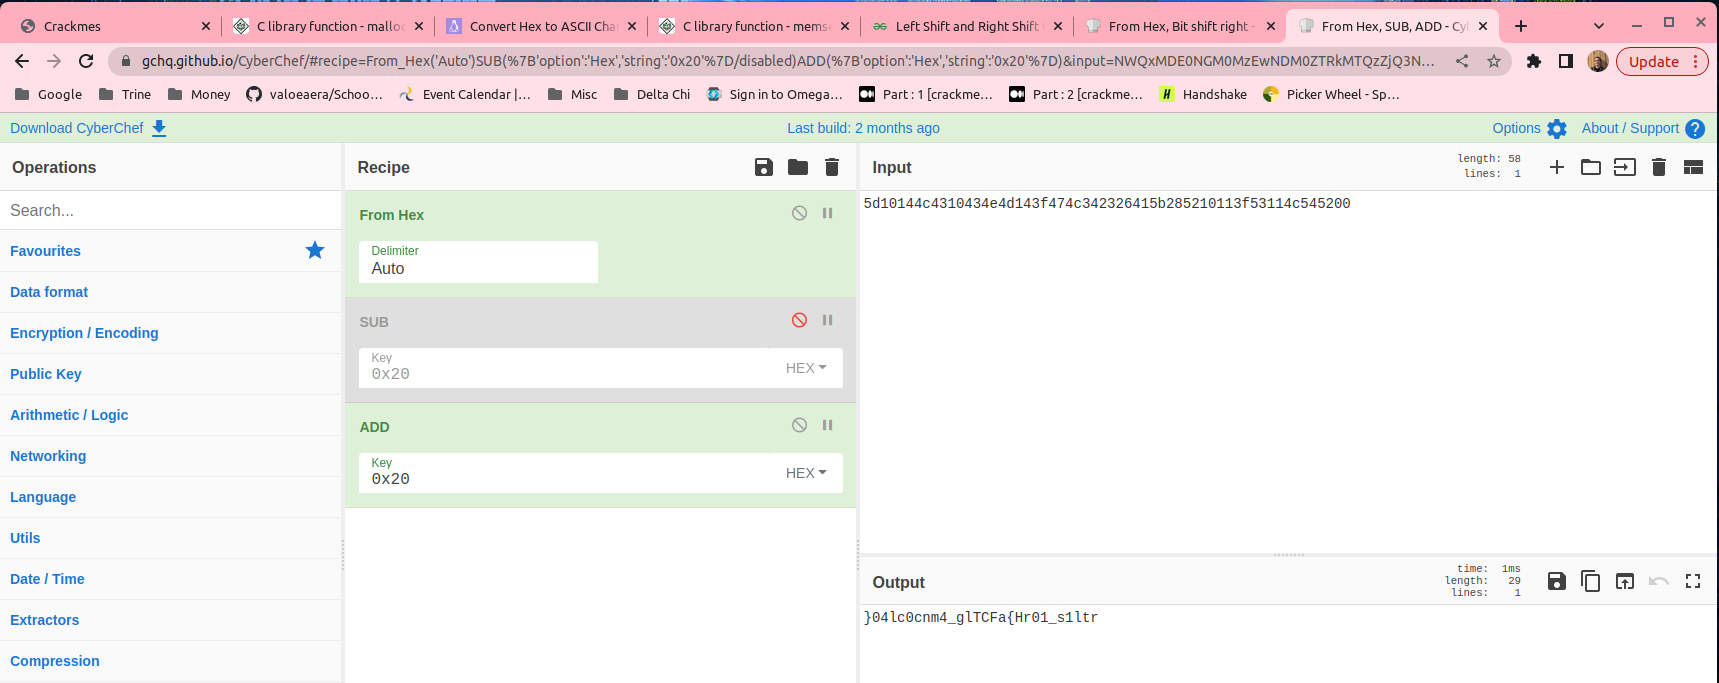 Crackmes
C library function - malloc
Convert Hex to ASCII Cha
C library function - memse
Left Shift and Right Shift
From Hex, Bit shift right -
From Hex, SUB, ADD - Cy
gchq.github.io/CyberChef/#recipe=From_Hex('Auto')SUB(%7B'option':'Hex','string':'0x20'%7D/disabled)ADD(%7B'option':'Hex','string':'0x20'%7D)&input=NWQxMDE0NGM0MzEwNDM0ZTRkMTQzZjQ3N...
Update
Google
Trine
Money
valoeaera/Schoo...
Event Calendar |...
Misc
Delta Chi
Sign in to Omega...
Part : 1 [crackme...
Part : 2 [crackme...
Handshake
Picker Wheel - Sp...
Download CyberChef
Last build: 2 months ago
Options
About / Support
Operations
Search...
Favourites
Data format
Encryption / Encoding
Public Key
Arithmetic / Logic
Networking
Language
Utils
Date / Time
Extractors
Compression
Recipe
From Hex
Delimiter
Auto
SUB
Key
0x20
HEX
ADD
Key
0x20
HEX
Input
length: 58
lines: 1
5d10144c4310434e4d143f474c342326415b285210113f53114c545200
Output
time: 1ms
length: 29
lines: 1
}04lc0cnm4_glTCFa{Hr01_s1ltr